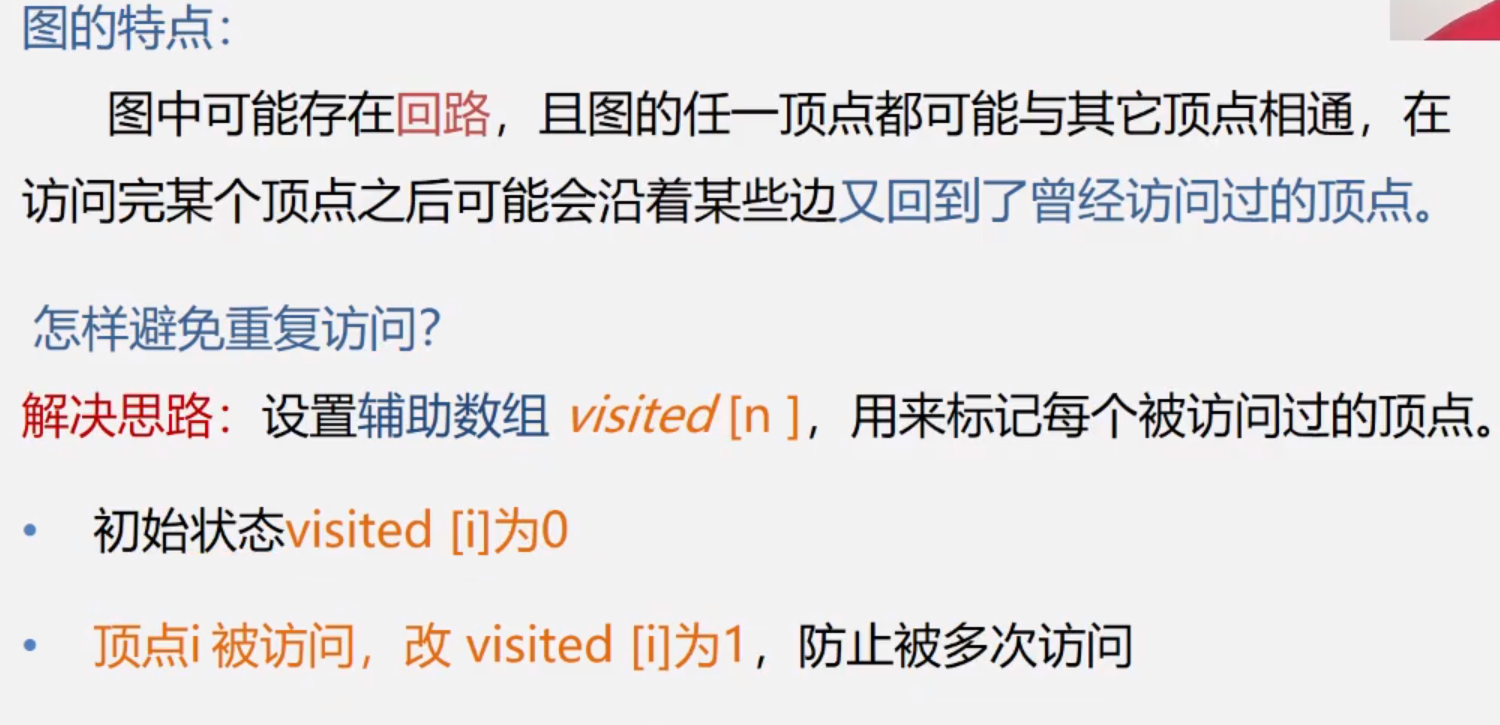 图的特点：
图中可能存在回路，且图的任一顶点都可能与其它顶点相通，在
访问完某个顶点之后可能会沿着某些边又回到了曾经访问过的顶点。
怎样避免重复访问？
解决思路：设置辅助数组 visited [n ]，用来标记每个被访问过的顶点。
• 初始状态visited [i]为0
• 顶点i 被访问，改 visited [i]为1，防止被多次访问